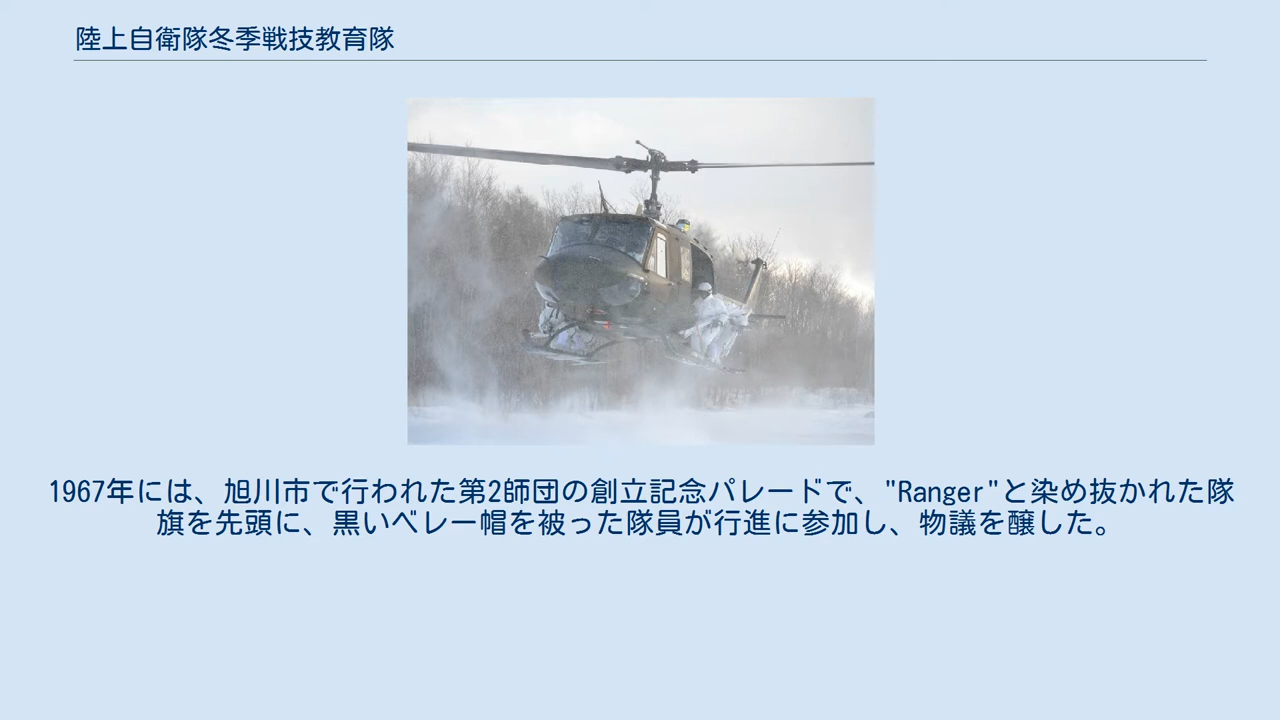 陸上自衛隊冬季戦技教育隊
1967年には、旭川市で行われた第2師団の創立記念パレードで、"Ranger"と染め抜かれた隊
旗を先頭に、黒いベレー帽を被った隊員が行進に参加し、物議を醸した。